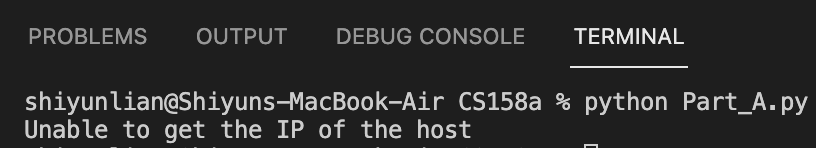 PROBLEMS OUTPUT DEBUG CONSOLE TERMINAL
shiyunlian@Shiyuns-MacBook-Air CS158a % python Part_A.py
Unable to get the IP of the host